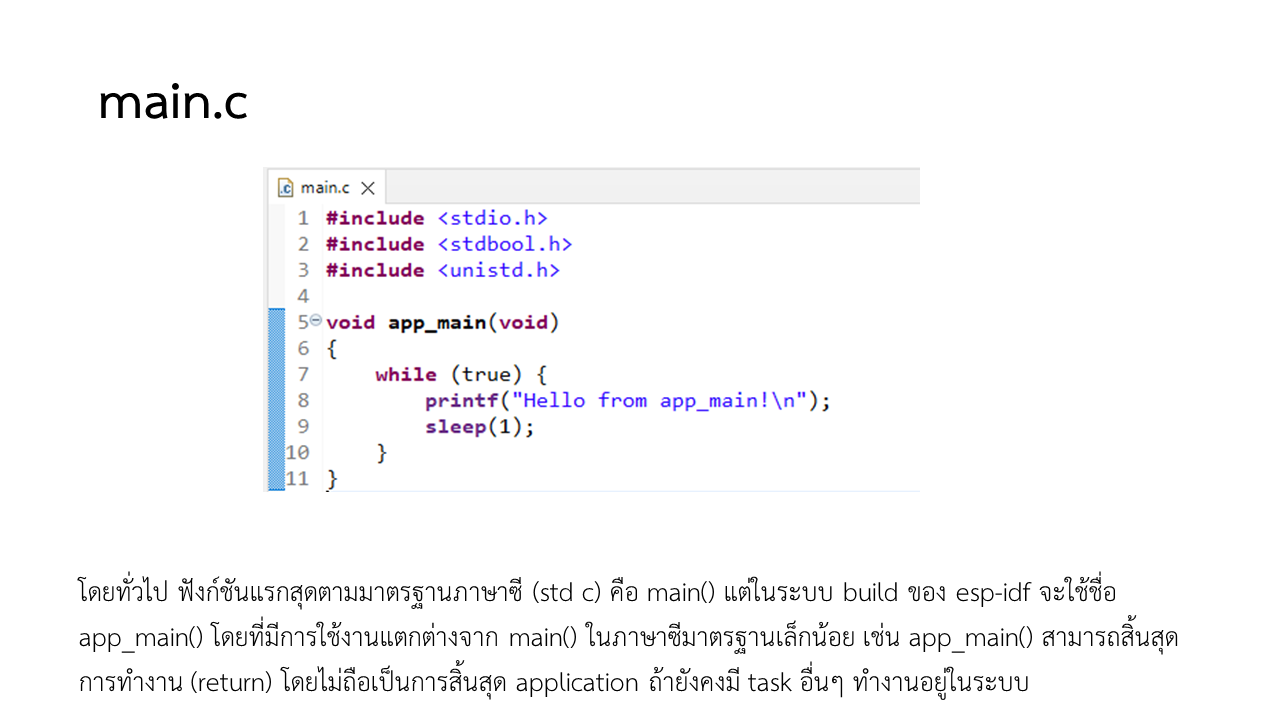 main.c
main.c
1 #include <stdio.h>
2 #include <stdbool.h>
3 #include <unistd.h>
4
5 void app_main(void)
6 {
7     while (true) {
8         printf("Hello from app_main!\n");
9         sleep(1);
10     }
11 }
โดยทั่วไป ฟังก์ชันแรกสุดตามมาตรฐานภาษาซี (std c) คือ main() แต่ในระบบ build ของ esp-idf จะใช้ชื่อ
app_main() โดยที่มีการใช้งานแตกต่างจาก main() ในภาษาซีมาตรฐานเล็กน้อย เช่น app_main() สามารถสิ้นสุด
การทำงาน (return) โดยไม่ถือเป็นการสิ้นสุด application ถ้ายังคงมี task อื่นๆ ทำงานอยู่ในระบบ